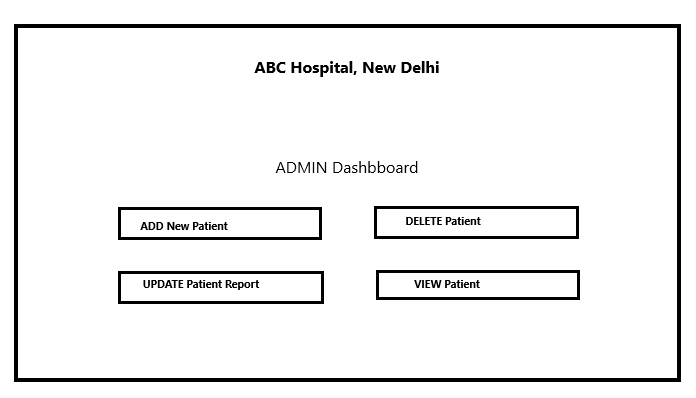 ABC Hospital, New Delhi
ADMIN Dashbboard
ADD New Patient
DELETE Patient
UPDATE Patient Report
VIEW Patient